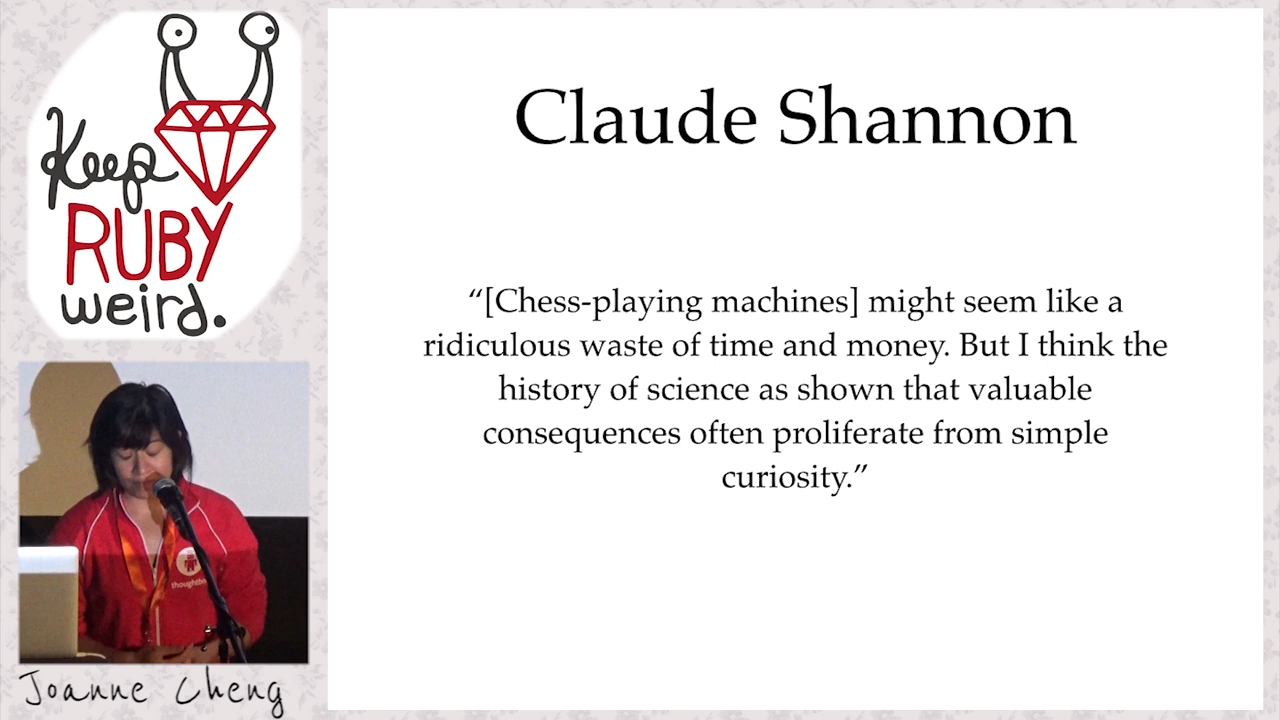 Keep
RUBY
weird.
Joanne Cheng
Claude Shannon
“[Chess-playing machines] might seem like a
ridiculous waste of time and money. But I think the
history of science as shown that valuable
consequences often proliferate from simple
curiosity.”